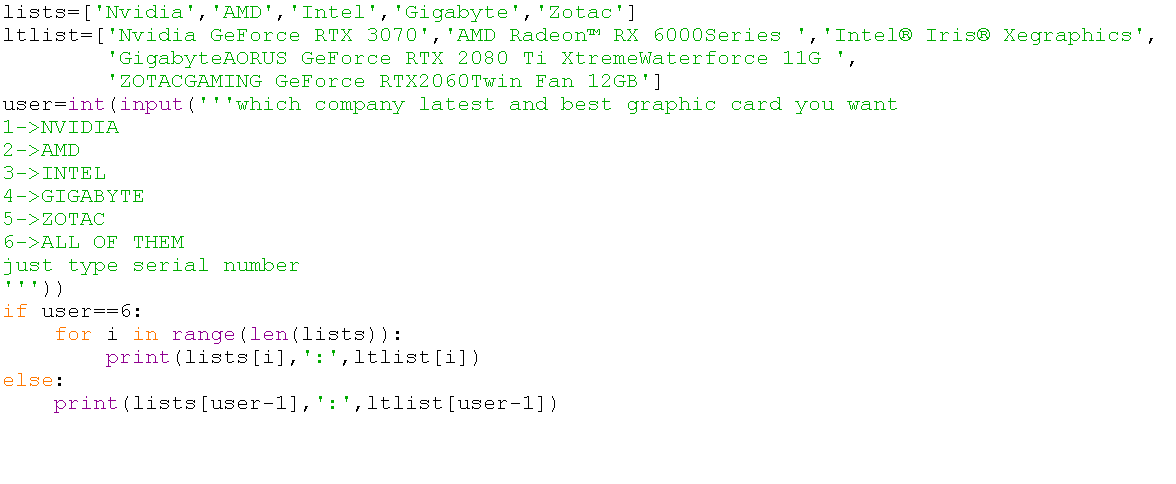 lists=['Nvidia','AMD','Intel','Gigabyte','Zotac']
ltlist=['Nvidia GeForce RTX 3070','AMD Radeon™ RX 6000Series ','Intel® Iris® Xegraphics',
        'GigabyteAORUS GeForce RTX 2080 Ti XtremeWaterforce 11G ',
        'ZOTACGAMING GeForce RTX2060Twin Fan 12GB']
user=int(input('''which company latest and best graphic card you want
1->NVIDIA
2->AMD
3->INTEL
4->GIGABYTE
5->ZOTAC
6->ALL OF THEM
just type serial number
'''))
if user==6:
    for i in range(len(lists)):
        print(lists[i],':',ltlist[i])
else:
    print(lists[user-1],':',ltlist[user-1])